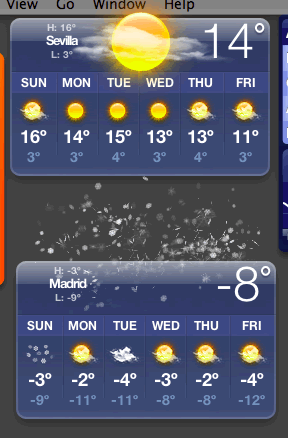 View Go Window Help
H: 16°
Sevilla 14°
L: 3°
SUN MON TUE WED THU FRI
16° 14° 15° 13° 13° 11°
3° 3° 4° 3° 4° 3°
H: -3°
Madrid -8°
L: -9°
SUN MON TUE WED THU FRI
-3° -2° -4° -3° -2° -4°
-9° -11° -11° -8° -8° -12°